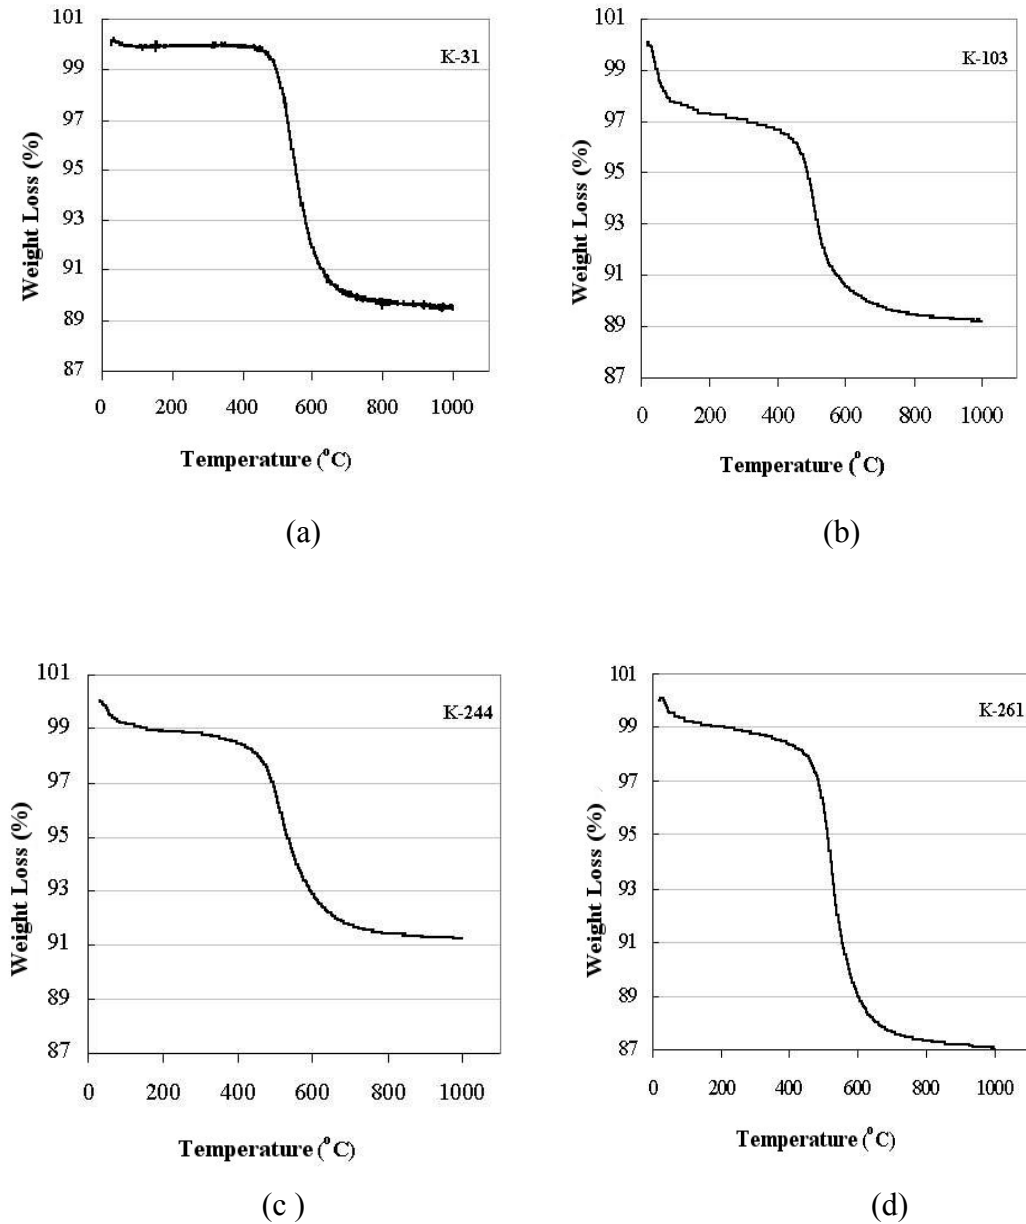 101
99
97
95
93
91
89
87
Weight Loss (%)
K-31
0 200 400 600 800 1000
Temperature (°C)
(a)
101
99
97
95
93
91
89
87
Weight Loss (%)
K-103
0 200 400 600 800 1000
Temperature (°C)
(b)
101
99
97
95
93
91
89
87
Weight Loss (%)
K-244
0 200 400 600 800 1000
Temperature (°C)
(c )
101
99
97
95
93
91
89
87
Weight Loss (%)
K-261
0 200 400 600 800 1000
Temperature (°C)
(d)